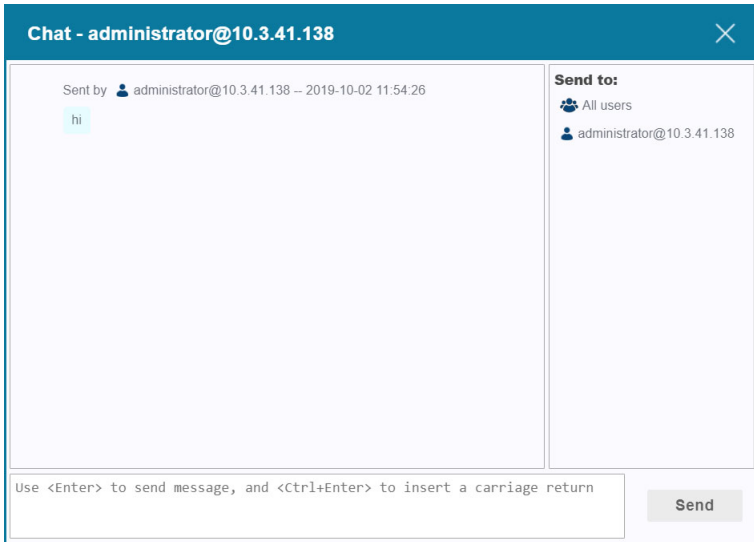 Chat - administrator@10.3.41.138
Sent by administrator@10.3.41.138 -- 2019-10-02 11:54:26
hi
Send to:
All users
administrator@10.3.41.138
Use <Enter> to send message, and <Ctrl+Enter> to insert a carriage return
Send